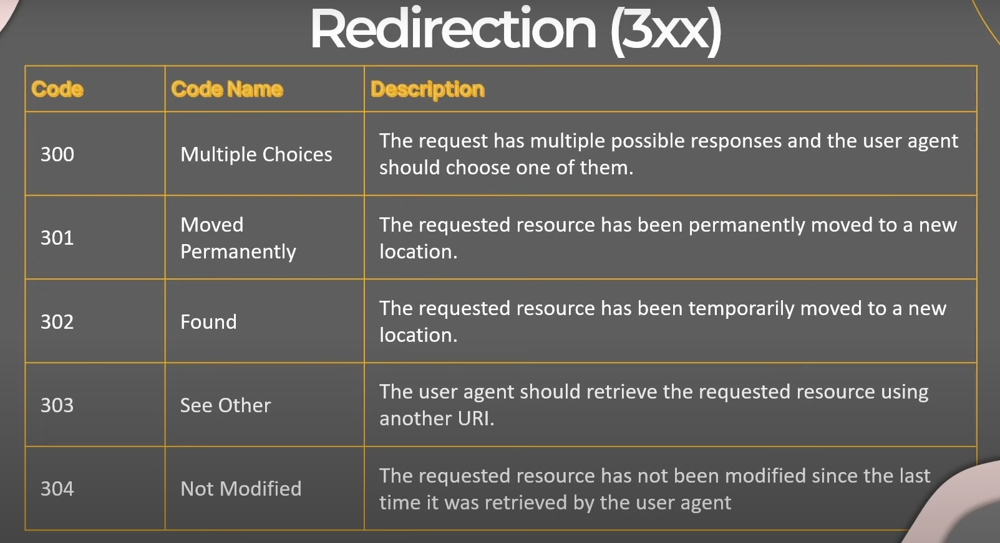 Redirection (3xx)
Code
Code Name
Description
300
Multiple Choices
The request has multiple possible responses and the user agent
should choose one of them.
301
Moved
Permanently
The requested resource has been permanently moved to a new
location.
302
Found
The requested resource has been temporarily moved to a new
location.
303
See Other
The user agent should retrieve the requested resource using
another URI.
304
Not Modified
The requested resource has not been modified since the last
time it was retrieved by the user agent